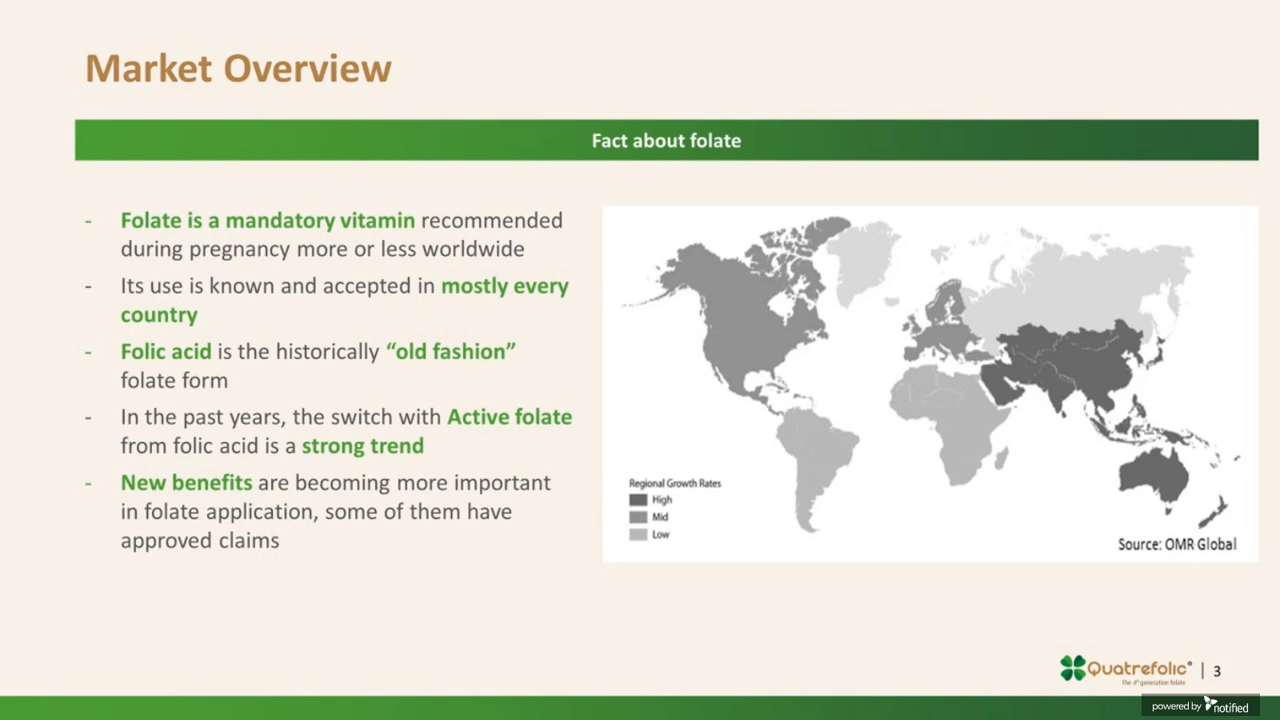 Market Overview
Fact about folate
- Folate is a mandatory vitamin recommended
during pregnancy more or less worldwide
- Its use is known and accepted in mostly every
country
- Folic acid is the historically “old fashion”
folate form
- In the past years, the switch with Active folate
from folic acid is a strong trend
- New benefits are becoming more important
in folate application, some of them have
approved claims
Regional Growth Rates
High
Mid
Low
Source: OMR Global
Quatrefolic®
The 4th generation folate
| 3
powered by notified